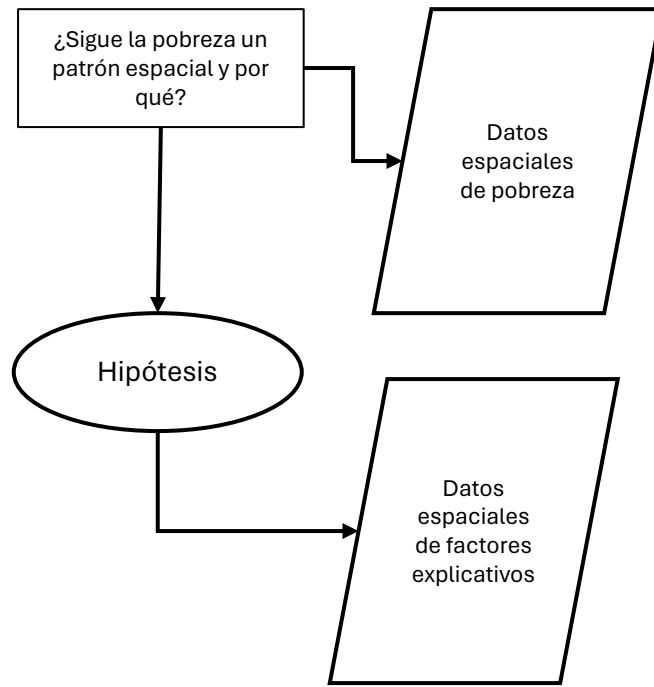 ¿Sigue la pobreza un
patrón espacial y por
qué?
Datos
espaciales
de pobreza
Hipótesis
Datos
espaciales
de factores
explicativos